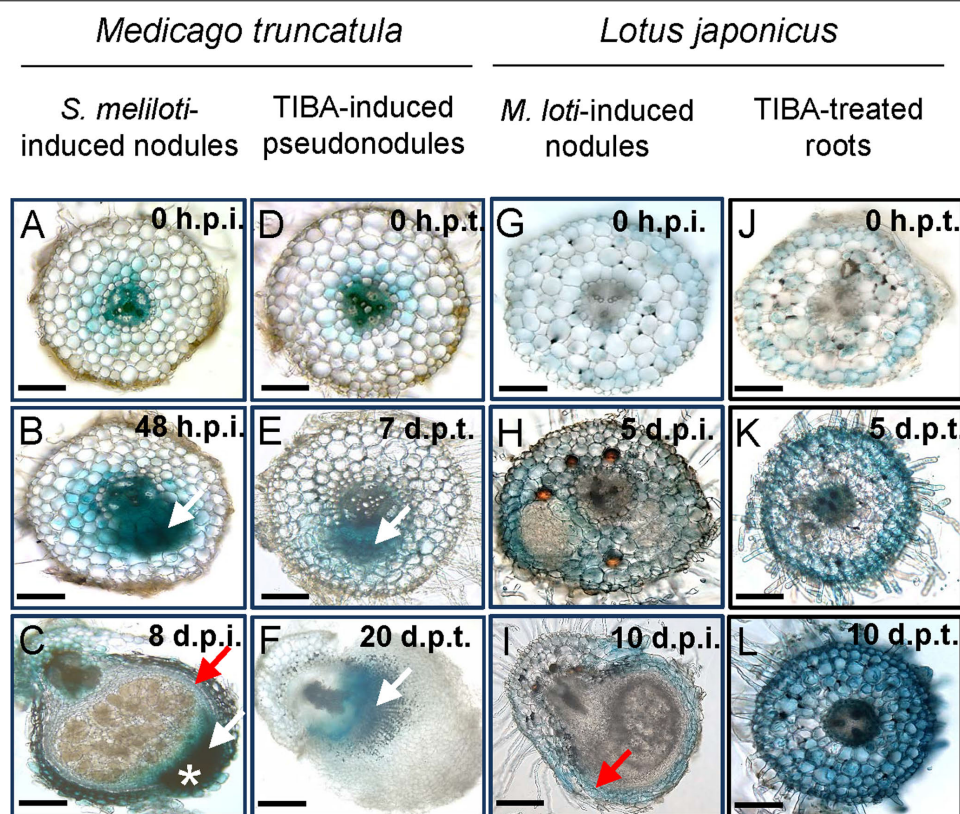 Medicago truncatula
Lotus japonicus
S. meliloti-
induced nodules
TIBA-induced
pseudonodules
M. loti-induced
nodules
TIBA-treated
roots
A 0 h.p.i.
D 0 h.p.t.
G 0 h.p.i.
J 0 h.p.t.
B 48 h.p.i.
E 7 d.p.t.
H 5 d.p.i.
K 5 d.p.t.
C 8 d.p.i.
F 20 d.p.t.
I 10 d.p.i.
L 10 d.p.t.
*